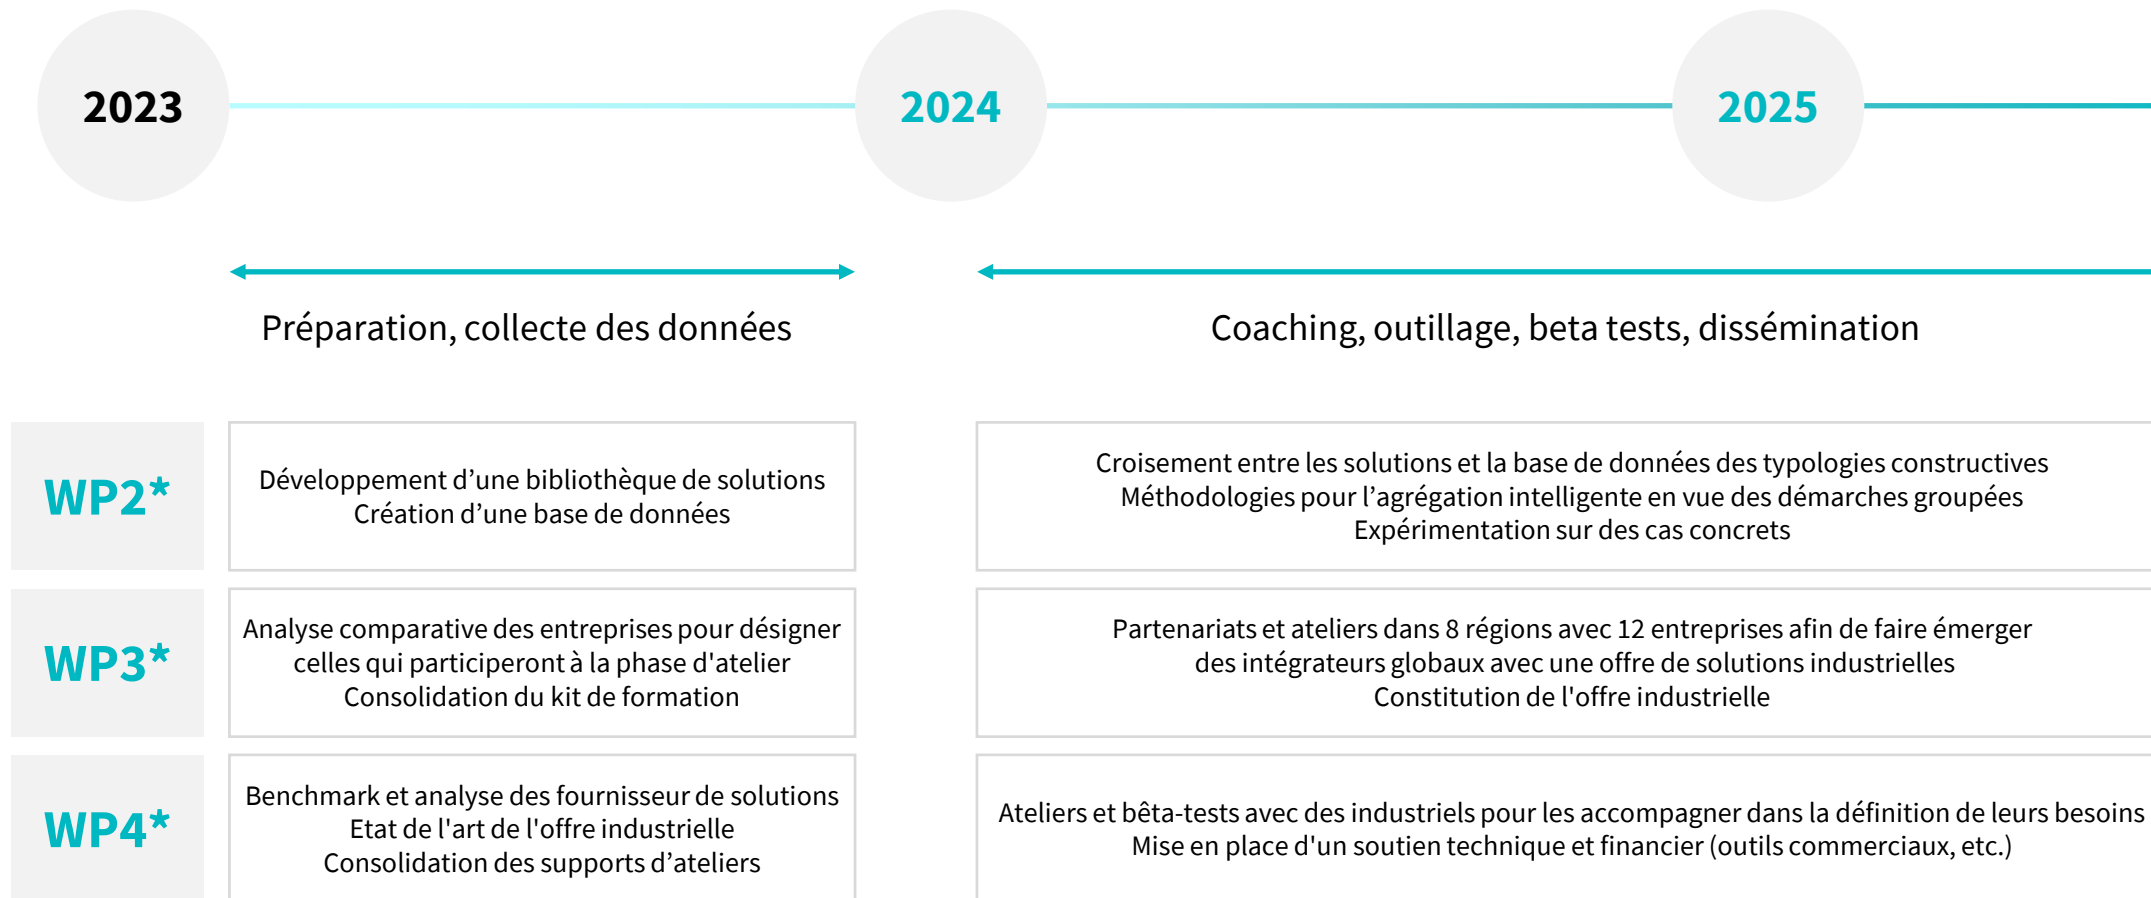 2023
2024
2025
Préparation, collecte des données
Coaching, outillage, beta tests, dissémination
WP2*
Développement d’une bibliothèque de solutions
Création d’une base de données
Croisement entre les solutions et la base de données des typologies constructives
Méthodologies pour l’agrégation intelligente en vue des démarches groupées
Expérimentation sur des cas concrets
WP3*
Analyse comparative des entreprises pour désigner
celles qui participeront à la phase d'atelier
Consolidation du kit de formation
Partenariats et ateliers dans 8 régions avec 12 entreprises afin de faire émerger
des intégrateurs globaux avec une offre de solutions industrielles
Constitution de l'offre industrielle
WP4*
Benchmark et analyse des fournisseur de solutions
Etat de l'art de l'offre industrielle
Consolidation des supports d’ateliers
Ateliers et bêta-tests avec des industriels pour les accompagner dans la définition de leurs besoins
Mise en place d'un soutien technique et financier (outils commerciaux, etc.)